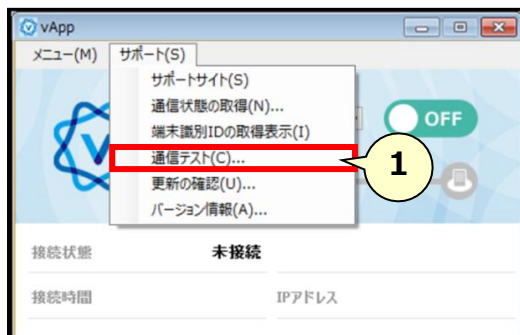 vApp
メニュー(M) サポート(S)
サポートサイト(S)
通信状態の取得(N)...
端末識別IDの取得表示(I)
通信テスト(C)...
更新の確認(U)...
バージョン情報(A)...
OFF
1
接続状態 未接続
接続時間 IPアドレス